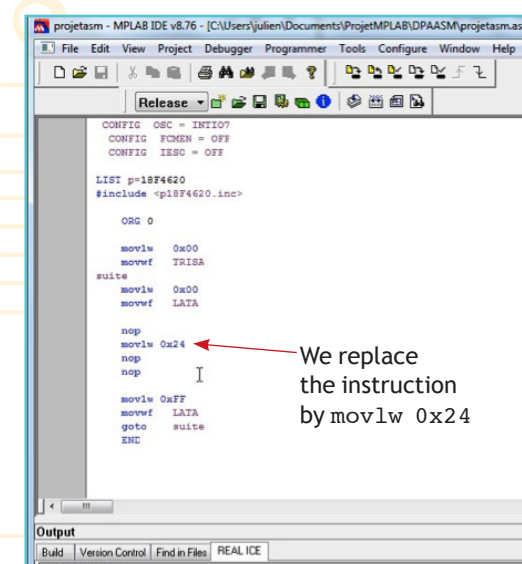 projetasm - MPLAB IDE v8.76 - [C:\Users\julien\Documents\ProjetMPLAB\DPAASM\projetasm.as
File Edit View Project Debugger Programmer Tools Configure Window Help
Release
CONFIG OSC = INTIO7
CONFIG FCMEN = OFF
CONFIG IESC = OFF
LIST p=18F4620
#include <p18F4620.inc>
ORG 0
movlw 0x00
movwf TRISA
suite
movlw 0x00
movwf LATA
nop
movlw 0x24
nop
nop
movlw 0xFF
movwf LATA
goto suite
END
We replace
the instruction
by movlw 0x24
Output
Build Version Control Find in Files REAL ICE